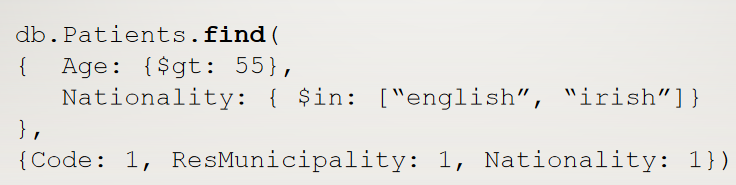 db.Patients.find(
{  Age: {$gt: 55},
   Nationality: { $in: [“english”, “irish”]}
},
{Code: 1, ResMunicipality: 1, Nationality: 1})